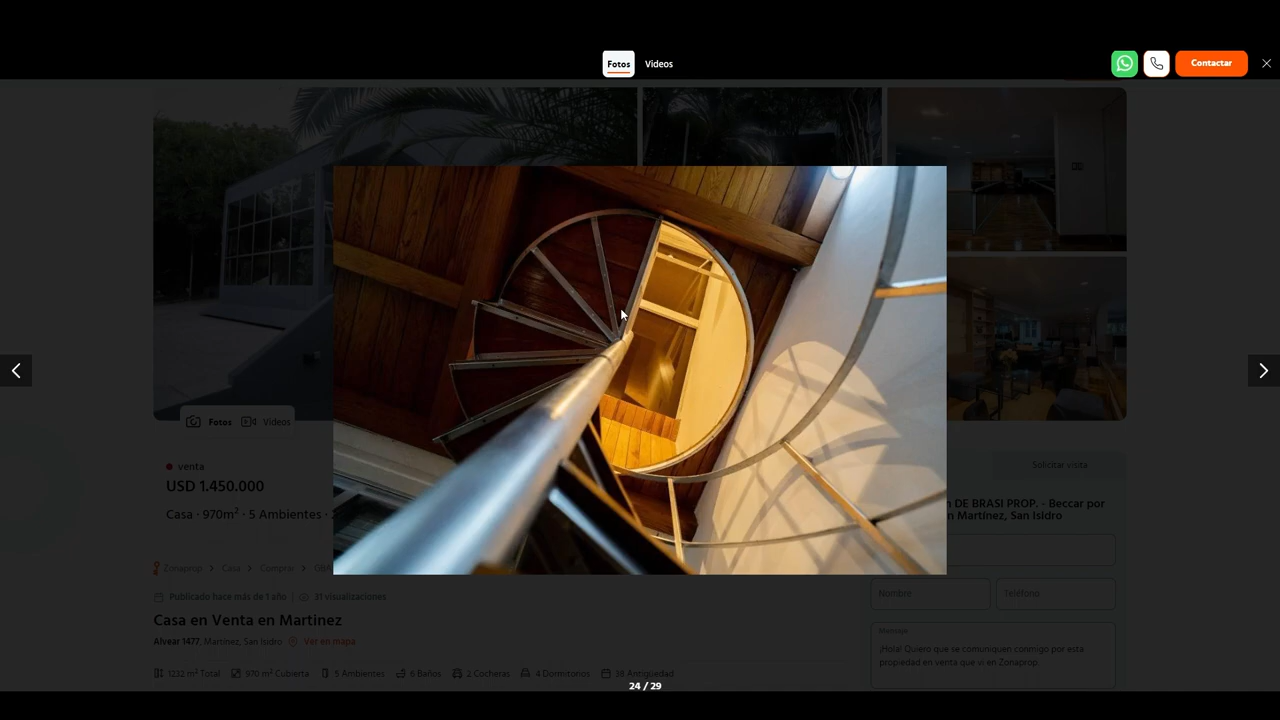 Fotos Videos
Contactar
Fotos Videos
venta
USD 1.450.000
Solicitar visita
Casa · 970m² · 5 Ambientes ·
DE BRASI PROP. - Beccar por
Martínez, San Isidro
Zonaprop > Casa > Comprar >
Publicado hace más de 1 año | 31 visualizaciones
Nombre
Teléfono
Casa en Venta en Martinez
Alvear 1477, Martínez, San Isidro Ver en mapa
Mensaje
¡Hola! Quiero que se comuniquen conmigo por esta
propiedad en venta que vi en Zonaprop.
1232 m² Total 970 m² Cubierta 5 Ambientes 6 Baños 2 Cocheras 4 Dormitorios 38 Antigüedad
24 / 29